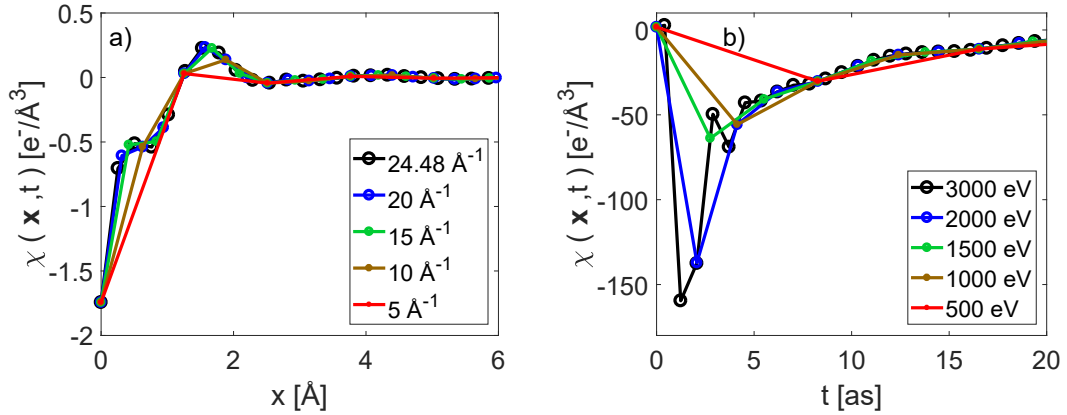 a)
0.5
0
-0.5
-1
-1.5
-2
χ ( x ,t) [e⁻/Å³]
0 2 4 6
x [Å]
24.48 Å⁻¹
20 Å⁻¹
15 Å⁻¹
10 Å⁻¹
5 Å⁻¹
b)
0
-50
-100
-150
χ ( x ,t) [e⁻/Å³]
0 5 10 15 20
t [as]
3000 eV
2000 eV
1500 eV
1000 eV
500 eV